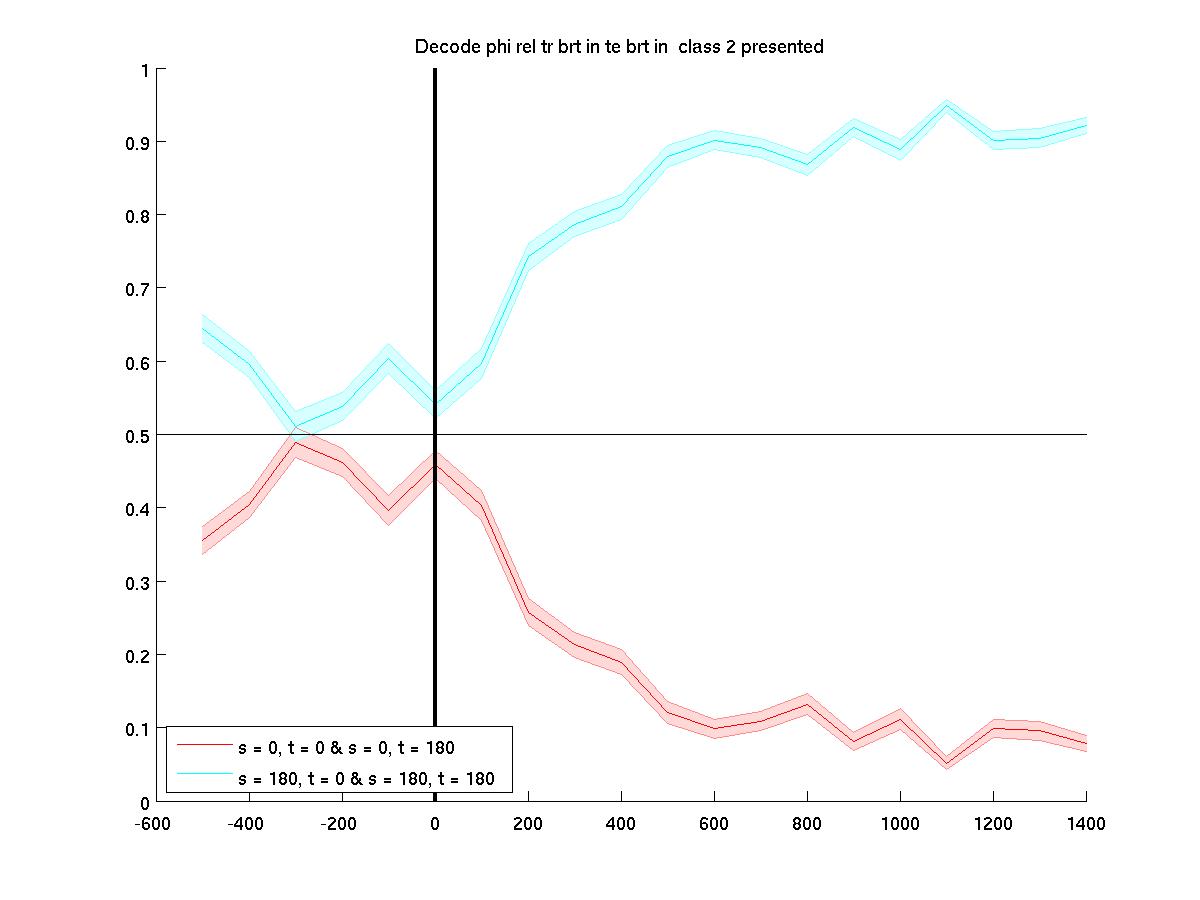 Decode phi rel tr brt in te brt in  class 2 presented
1
0.9
0.8
0.7
0.6
0.5
0.4
0.3
0.2
0.1
0
s = 0, t = 0 & s = 0, t = 180
s = 180, t = 0 & s = 180, t = 180
-600 -400 -200 0 200 400 600 800 1000 1200 1400